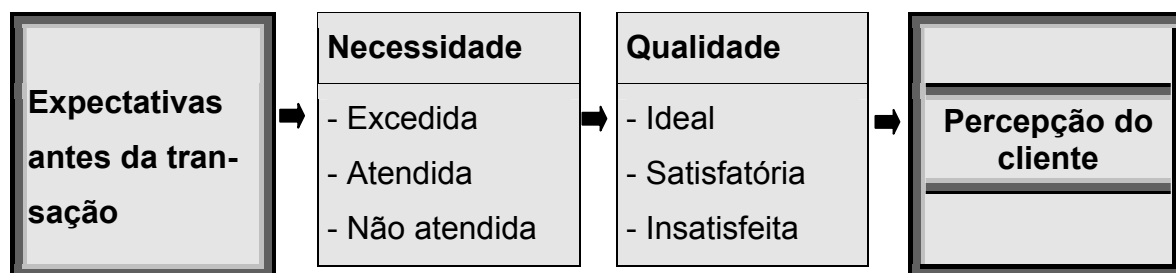 Expectativas
antes da tran-
sação
Necessidade
- Excedida
- Atendida
- Não atendida
Qualidade
- Ideal
- Satisfatória
- Insatisfeita
Percepção do
cliente